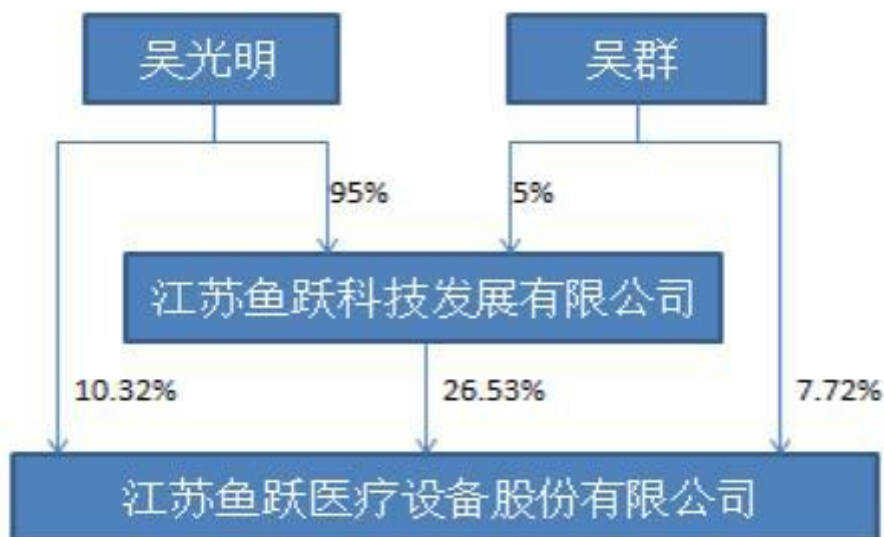 吴光明
吴群
95%
5%
江苏鱼跃科技发展有限公司
10.32%
26.53%
7.72%
江苏鱼跃医疗设备股份有限公司